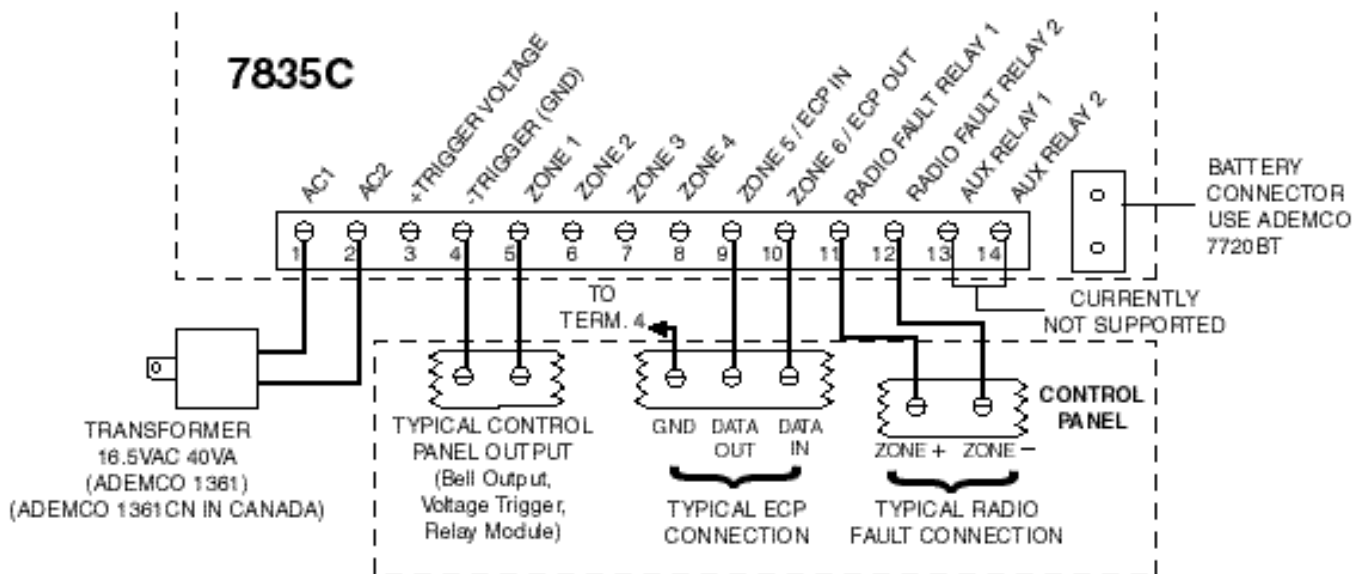 7835C
AC1
AC2
+TRIGGER VOLTAGE
-TRIGGER (GND)
ZONE 1
ZONE 2
ZONE 3
ZONE 4
ZONE 5 / ECP IN
ZONE 6 / ECP OUT
RADIO FAULT RELAY 1
RADIO FAULT RELAY 2
AUX RELAY 1
AUX RELAY 2
1 2 3 4 5 6 7 8 9 10 11 12 13 14
BATTERY
CONNECTOR
USE ADEMCO
7720BT
CURRENTLY
NOT SUPPORTED
TO
TERM. 4
TRANSFORMER
16.5VAC 40VA
(ADEMCO 1361)
(ADEMCO 1361CN IN CANADA)
TYPICAL CONTROL
PANEL OUTPUT
(Bell Output,
Voltage Trigger,
Relay Module)
GND
DATA
OUT
DATA
IN
TYPICAL ECP
CONNECTION
CONTROL
PANEL
ZONE + ZONE −
TYPICAL RADIO
FAULT CONNECTION